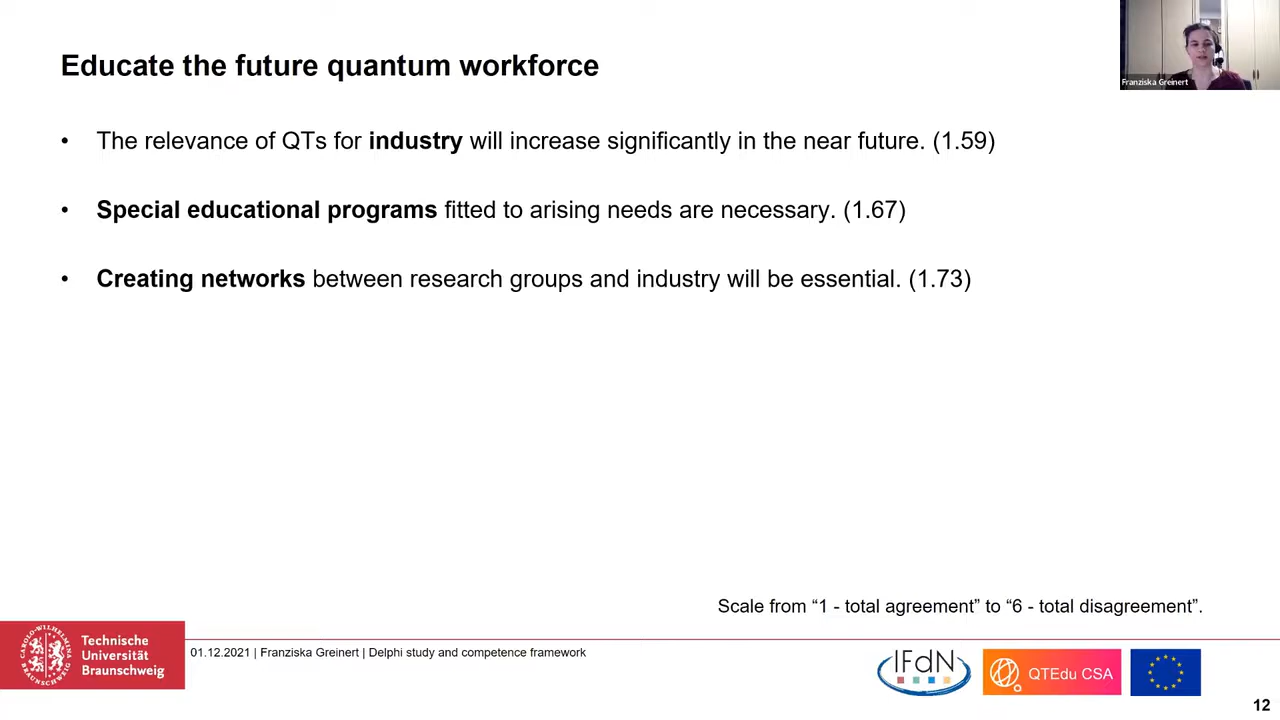 Educate the future quantum workforce
Franziska Greinert
• The relevance of QTs for industry will increase significantly in the near future. (1.59)
• Special educational programs fitted to arising needs are necessary. (1.67)
• Creating networks between research groups and industry will be essential. (1.73)
Scale from “1 - total agreement” to “6 - total disagreement”.
CAROLO-WILHELMINA
Technische
Universität
Braunschweig
01.12.2021 | Franziska Greinert | Delphi study and competence framework
IFdN
QTEdu CSA
12